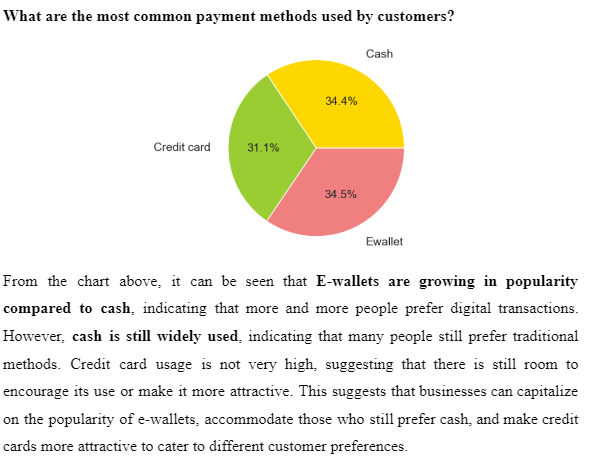 What are the most common payment methods used by customers?
Cash
34.4%
Credit card
31.1%
34.5%
Ewallet
From the chart above, it can be seen that E-wallets are growing in popularity
compared to cash, indicating that more and more people prefer digital transactions.
However, cash is still widely used, indicating that many people still prefer traditional
methods. Credit card usage is not very high, suggesting that there is still room to
encourage its use or make it more attractive. This suggests that businesses can capitalize
on the popularity of e-wallets, accommodate those who still prefer cash, and make credit
cards more attractive to cater to different customer preferences.